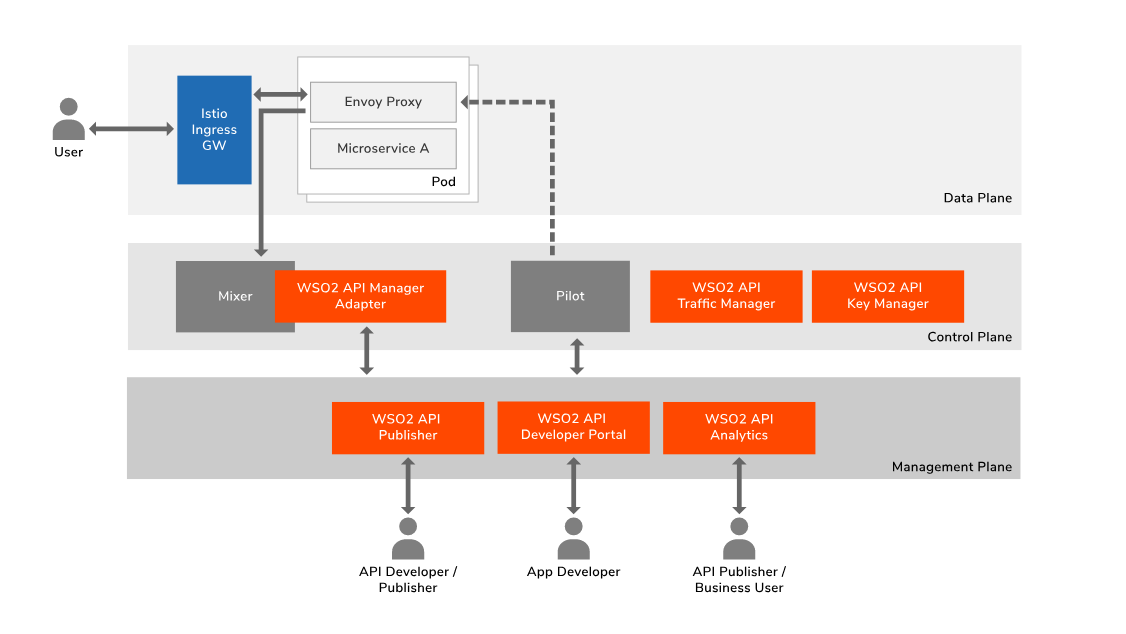 User
Istio
Ingress
GW
Envoy Proxy
Microservice A
Pod
Data Plane
Mixer
WSO2 API Manager
Adapter
Pilot
WSO2 API
Traffic Manager
WSO2 API
Key Manager
Control Plane
WSO2 API
Publisher
WSO2 API
Developer Portal
WSO2 API
Analytics
Management Plane
API Developer /
Publisher
App Developer
API Publisher /
Business User